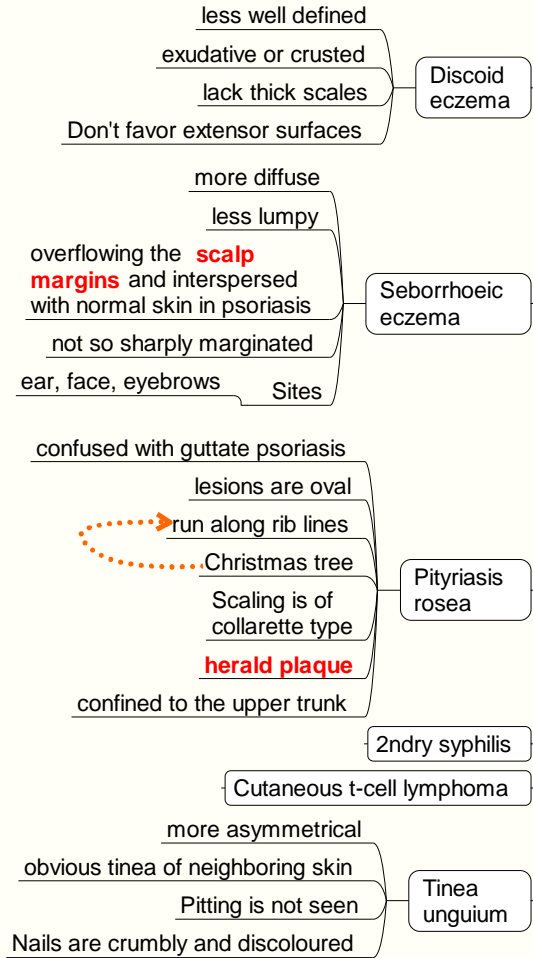 less well defined
exudative or crusted
lack thick scales
Don't favor extensor surfaces
Discoid
eczema
more diffuse
less lumpy
overflowing the scalp
margins and interspersed
with normal skin in psoriasis
not so sharply marginated
ear, face, eyebrows
Sites
Seborrhoeic
eczema
confused with guttate psoriasis
lesions are oval
run along rib lines
Christmas tree
Scaling is of
collarette type
herald plaque
confined to the upper trunk
Pityriasis
rosea
2ndry syphilis
Cutaneous t-cell lymphoma
more asymmetrical
obvious tinea of neighboring skin
Pitting is not seen
Nails are crumbly and discoloured
Tinea
unguium